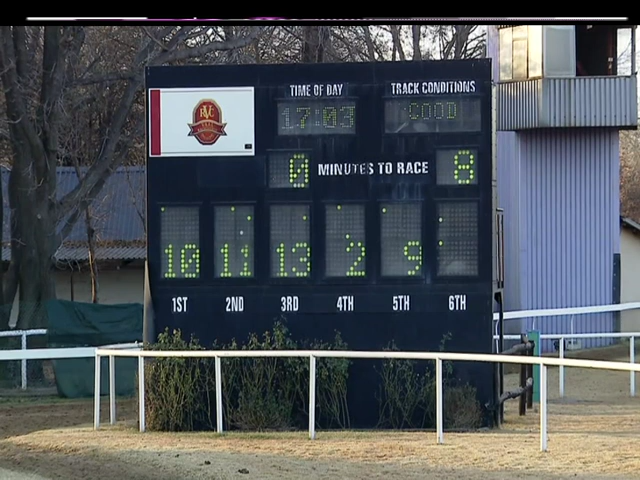 TIME OF DAY
TRACK CONDITIONS
17:03
GOOD
RVC
0 MINUTES TO RACE 8
10 11 13 2 9
1ST 2ND 3RD 4TH 5TH 6TH